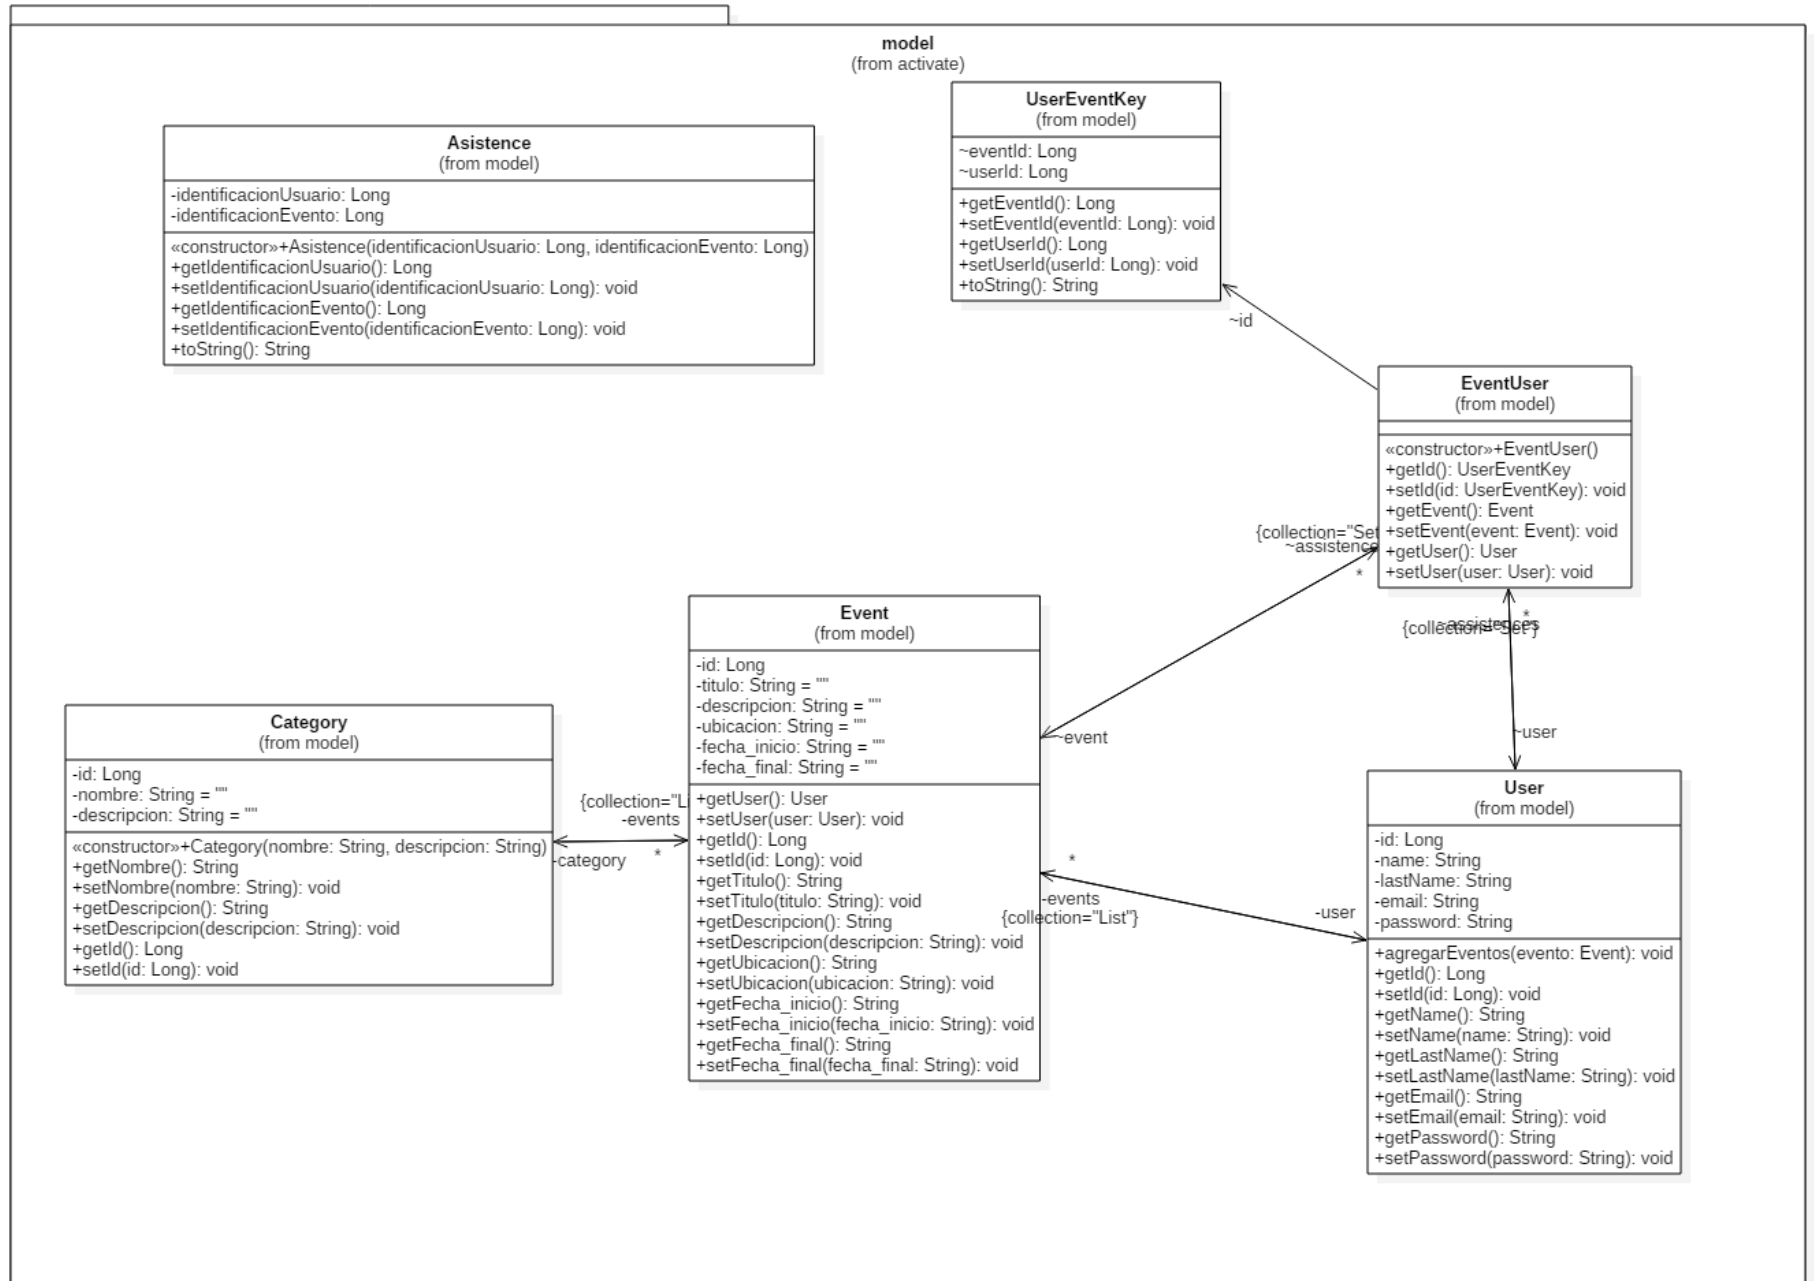 model
(from activate)
UserEventKey
(from model)
~eventId: Long
~userId: Long
+getEventId(): Long
+setEventId(eventId: Long): void
+getUserId(): Long
+setUserId(userId: Long): void
+toString(): String
Asistence
(from model)
-identificacionUsuario: Long
-identificacionEvento: Long
«constructor»+Asistence(identificacionUsuario: Long, identificacionEvento: Long)
+getIdentificacionUsuario(): Long
+setIdentificacionUsuario(identificacionUsuario: Long): void
+getIdentificacionEvento(): Long
+setIdentificacionEvento(identificacionEvento: Long): void
+toString(): String
~id
EventUser
(from model)
«constructor»+EventUser()
+getId(): UserEventKey
+setId(id: UserEventKey): void
+getEvent(): Event
+setEvent(event: Event): void
+getUser(): User
+setUser(user: User): void
{collection="Set
~assistence
*
*
~assistences
{collection="Set"}
Event
(from model)
-id: Long
-titulo: String = ""
-descripcion: String = ""
-ubicacion: String = ""
-fecha_inicio: String = ""
-fecha_final: String = ""
+getUser(): User
+setUser(user: User): void
+getId(): Long
+setId(id: Long): void
+getTitulo(): String
+setTitulo(titulo: String): void
+getDescripcion(): String
+setDescripcion(descripcion: String): void
+getUbicacion(): String
+setUbicacion(ubicacion: String): void
+getFecha_inicio(): String
+setFecha_inicio(fecha_inicio: String): void
+getFecha_final(): String
+setFecha_final(fecha_final: String): void
~event
~user
Category
(from model)
-id: Long
-nombre: String = ""
-descripcion: String = ""
«constructor»+Category(nombre: String, descripcion: String)
+getNombre(): String
+setNombre(nombre: String): void
+getDescripcion(): String
+setDescripcion(descripcion: String): void
+getId(): Long
+setId(id: Long): void
{collection="Li
-events
*
-category
*
-events
{collection="List"}
-user
User
(from model)
-id: Long
-name: String
-lastName: String
-email: String
-password: String
+agregarEventos(evento: Event): void
+getId(): Long
+setId(id: Long): void
+getName(): String
+setName(name: String): void
+getLastName(): String
+setLastName(lastName: String): void
+getEmail(): String
+setEmail(email: String): void
+getPassword(): String
+setPassword(password: String): void